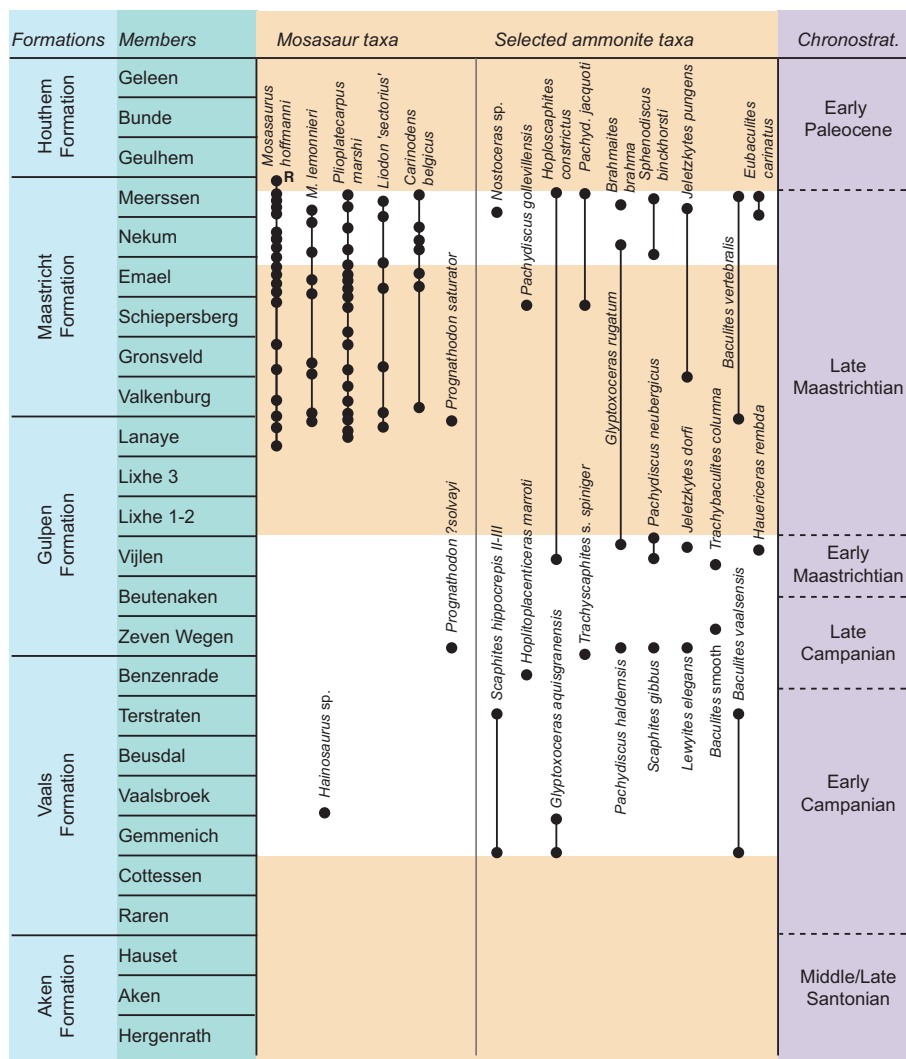 Formations
Members
Mosasaur taxa
Selected ammonite taxa
Chronostrat.
Houthem
Formation
Maastricht
Formation
Gulpen
Formation
Vaals
Formation
Aken
Formation
Geleen
Bunde
Geulhem
Meerssen
Nekum
Emael
Schiepersberg
Gronsveld
Valkenburg
Lanaye
Lixhe 3
Lixhe 1-2
Vijlen
Beutenaken
Zeven Wegen
Benzenrade
Terstraten
Beusdal
Vaalsbroek
Gemmenich
Cottessen
Raren
Hauset
Aken
Hergenrath
Mosasaurus
hoffmanni
R
M. lemonnieri
Plioplatecarpus
marshi
Liodon 'sectorius'
Carinodens
belgicus
Prognathodon saturator
Prognathodon ?solvayi
Hainosaurus sp.
Nostoceras sp.
Pachydiscus gollevillensis
Hoploscaphites
constrictus
Pachyd. jacquoti
Brahmaites
brahma
Sphenodiscus
binckhorsti
Jeletzkytes pungens
Eubaculites
carinatus
Baculites vertebralis
Glyptoxoceras rugatum
Pachydiscus neubergicus
Jeletzkytes dorfi
Trachybaculites columna
Hauericeras rembda
Scaphites hippocrepis II-III
Hoplitoplacenticeras marroti
Glyptoxoceras aquisgranensis
Trachyscaphites s. spiniger
Pachydiscus haldemsis
Scaphites gibbus
Lewyites elegans
Baculites smooth
Baculites vaalsensis
Early
Paleocene
Late
Maastrichtian
Early
Maastrichtian
Late
Campanian
Early
Campanian
Middle/Late
Santonian